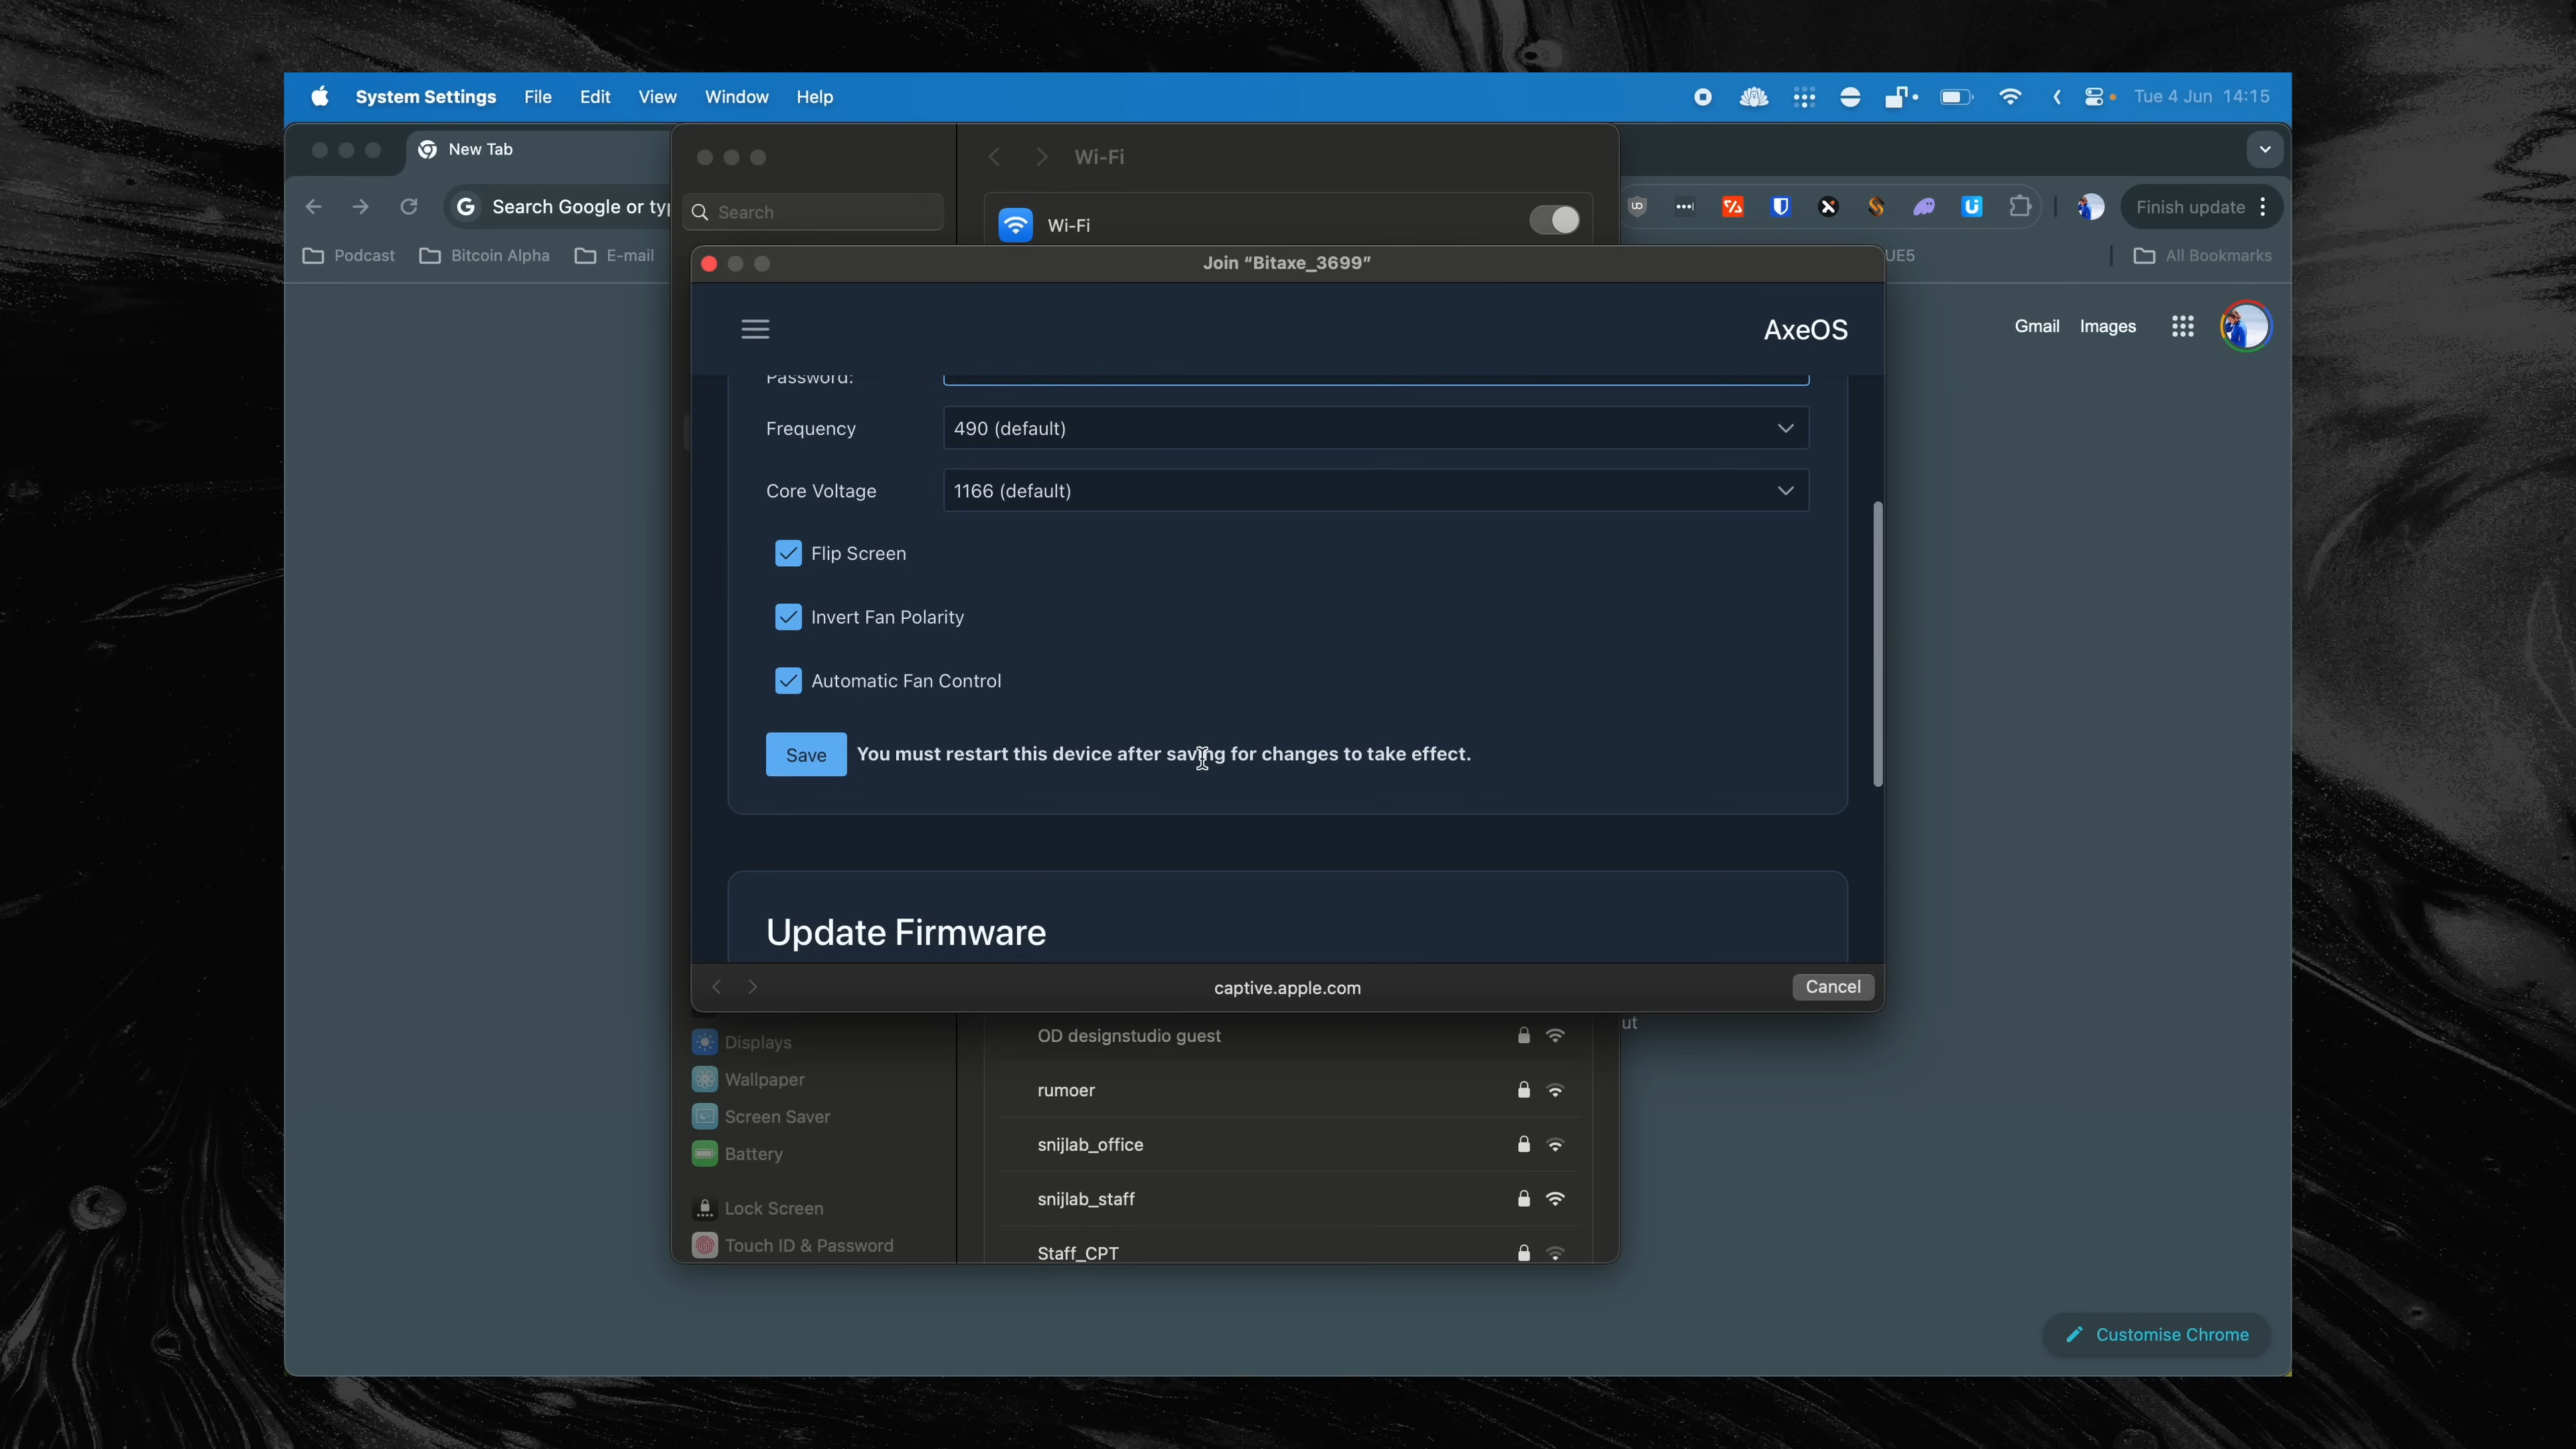 System Settings File Edit View Window Help
Tue 4 Jun 14:15
New Tab
Search Google or ty
Search
Wi-Fi
Wi-Fi
Finish update
Podcast
Bitcoin Alpha
E-mail
UE5
All Bookmarks
Join “Bitaxe_3699”
AxeOS
Gmail
Images
Password:
Frequency
490 (default)
Core Voltage
1166 (default)
Flip Screen
Invert Fan Polarity
Automatic Fan Control
Save
You must restart this device after saving for changes to take effect.
Update Firmware
captive.apple.com
Cancel
ut
Displays
Wallpaper
Screen Saver
Battery
Lock Screen
Touch ID & Password
OD designstudio guest
rumoer
snijlab_office
snijlab_staff
Staff_CPT
Customise Chrome